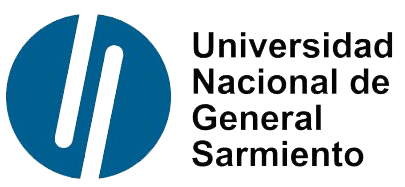 Universidad
Nacional de
General
Sarmiento